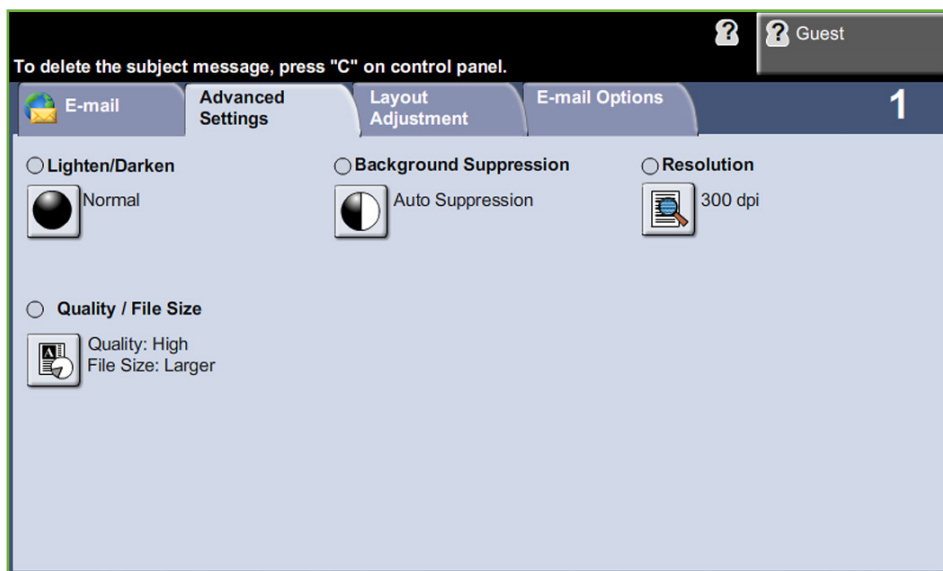 ? ? Guest
To delete the subject message, press "C" on control panel.
E-mail
Advanced
Settings
Layout
Adjustment
E-mail Options
1
Lighten/Darken
Normal
Background Suppression
Auto Suppression
Resolution
300 dpi
Quality / File Size
Quality: High
File Size: Larger